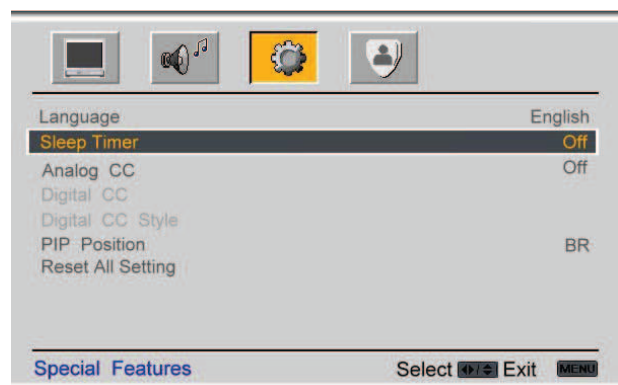 Language English
Sleep Timer Off
Analog CC Off
Digital CC
Digital CC Style
PIP Position BR
Reset All Setting
Special Features Select Exit MENU